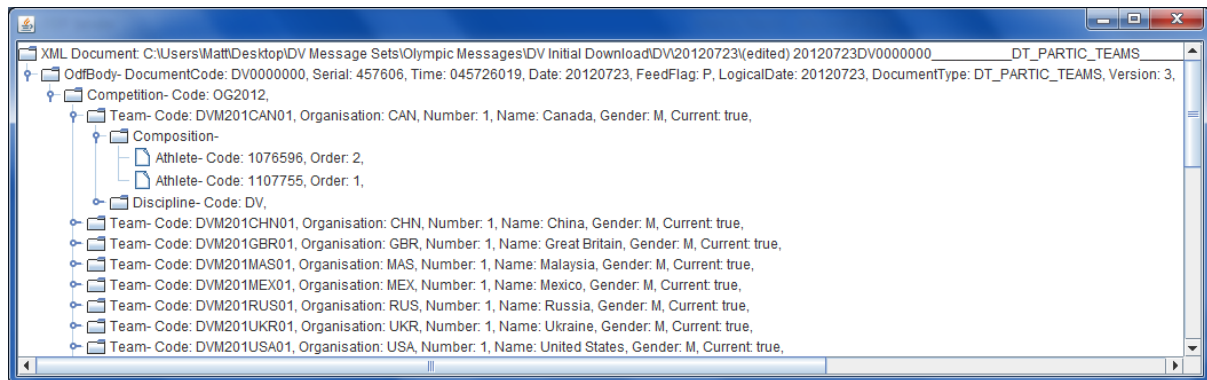 XML Document: C:\Users\Matt\Desktop\DV Message Sets\Olympic Messages\DV Initial Download\DV\20120723\(edited) 20120723DV0000000__________DT_PARTIC_TEAMS_____
OdfBody- DocumentCode: DV0000000, Serial: 457606, Time: 045726019, Date: 20120723, FeedFlag: P, LogicalDate: 20120723, DocumentType: DT_PARTIC_TEAMS, Version: 3,
Competition- Code: OG2012,
Team- Code: DVM201CAN01, Organisation: CAN, Number: 1, Name: Canada, Gender: M, Current: true,
Composition-
Athlete- Code: 1076596, Order: 2,
Athlete- Code: 1107755, Order: 1,
Discipline- Code: DV,
Team- Code: DVM201CHN01, Organisation: CHN, Number: 1, Name: China, Gender: M, Current: true,
Team- Code: DVM201GBR01, Organisation: GBR, Number: 1, Name: Great Britain, Gender: M, Current: true,
Team- Code: DVM201MAS01, Organisation: MAS, Number: 1, Name: Malaysia, Gender: M, Current: true,
Team- Code: DVM201MEX01, Organisation: MEX, Number: 1, Name: Mexico, Gender: M, Current: true,
Team- Code: DVM201RUS01, Organisation: RUS, Number: 1, Name: Russia, Gender: M, Current: true,
Team- Code: DVM201UKR01, Organisation: UKR, Number: 1, Name: Ukraine, Gender: M, Current: true,
Team- Code: DVM201USA01, Organisation: USA, Number: 1, Name: United States, Gender: M, Current: true,